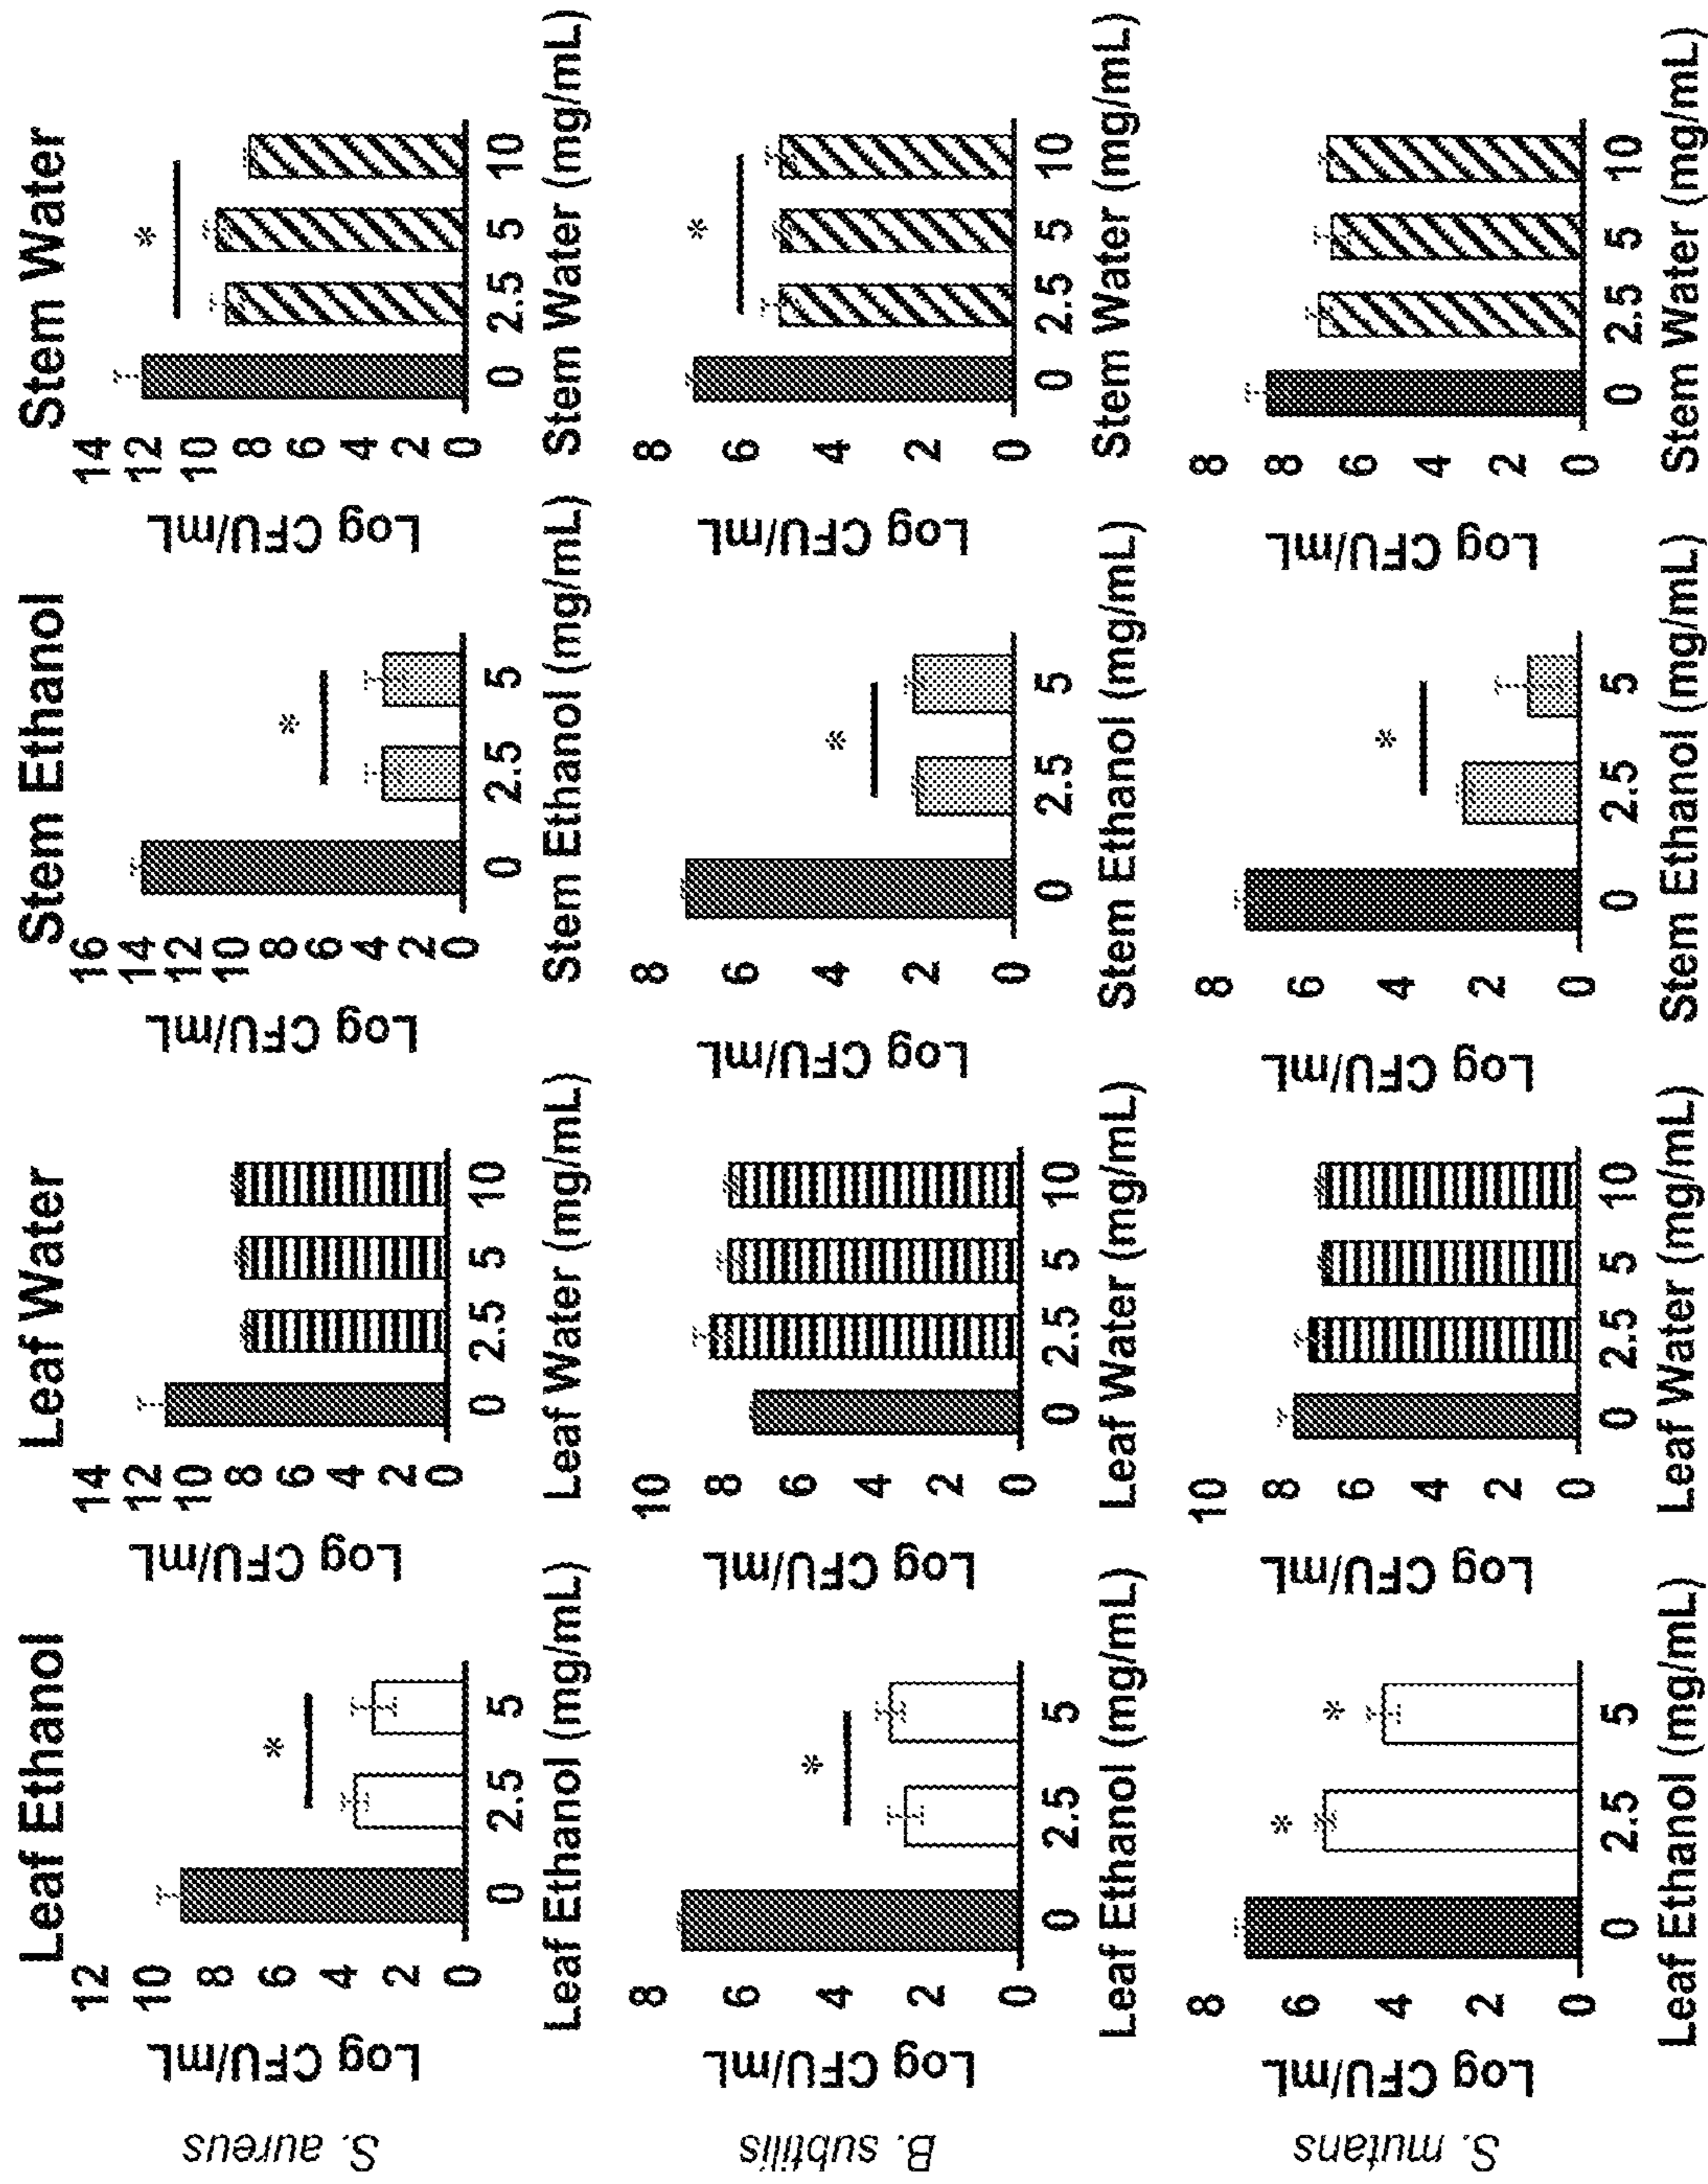 Leaf Ethanol
Leaf Water
Stem Ethanol
Stem Water
S. aureus
Log CFU/mL
12
10
8
6
4
2
0
*
0 2.5 5
Leaf Ethanol (mg/mL)
Log CFU/mL
14
12
10
8
6
4
2
0
0 2.5 5 10
Leaf Water (mg/mL)
Log CFU/mL
16
14
12
10
8
6
4
2
0
*
0 2.5 5
Stem Ethanol (mg/mL)
Log CFU/mL
14
12
10
8
6
4
2
0
*
0 2.5 5 10
Stem Water (mg/mL)
B. subtilis
Log CFU/mL
8
6
4
2
0
*
0 2.5 5
Leaf Ethanol (mg/mL)
Log CFU/mL
10
8
6
4
2
0
0 2.5 5 10
Leaf Water (mg/mL)
Log CFU/mL
8
6
4
2
0
*
0 2.5 5
Stem Ethanol (mg/mL)
Log CFU/mL
8
6
4
2
0
*
0 2.5 5 10
Stem Water (mg/mL)
S. mutans
Log CFU/mL
8
6
4
2
0
* *
0 2.5 5
Leaf Ethanol (mg/mL)
Log CFU/mL
10
8
6
4
2
0
0 2.5 5 10
Leaf Water (mg/mL)
Log CFU/mL
8
6
4
2
0
*
0 2.5 5
Stem Ethanol (mg/mL)
Log CFU/mL
8
8
6
4
2
0
0 2.5 5 10
Stem Water (mg/mL)